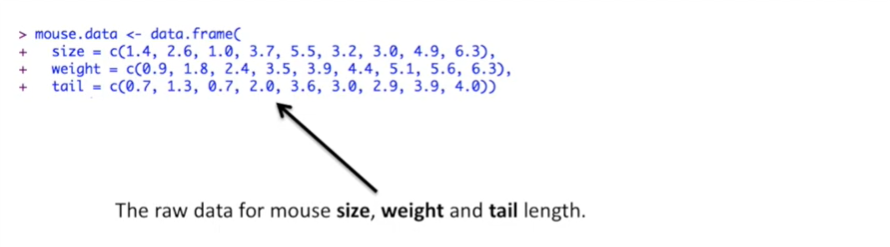 > mouse.data <- data.frame(
+ size = c(1.4, 2.6, 1.0, 3.7, 5.5, 3.2, 3.0, 4.9, 6.3),
+ weight = c(0.9, 1.8, 2.4, 3.5, 3.9, 4.4, 5.1, 5.6, 6.3),
+ tail = c(0.7, 1.3, 0.7, 2.0, 3.6, 3.0, 2.9, 3.9, 4.0))
The raw data for mouse size, weight and tail length.